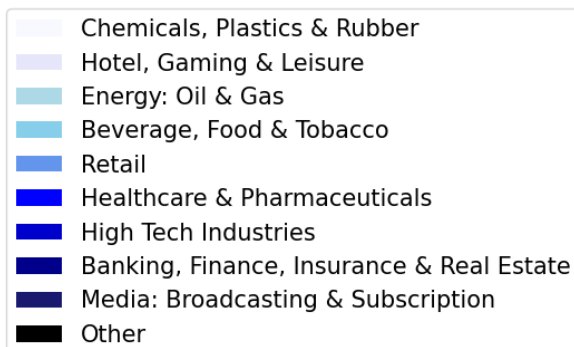 Chemicals, Plastics & Rubber
Hotel, Gaming & Leisure
Energy: Oil & Gas
Beverage, Food & Tobacco
Retail
Healthcare & Pharmaceuticals
High Tech Industries
Banking, Finance, Insurance & Real Estate
Media: Broadcasting & Subscription
Other